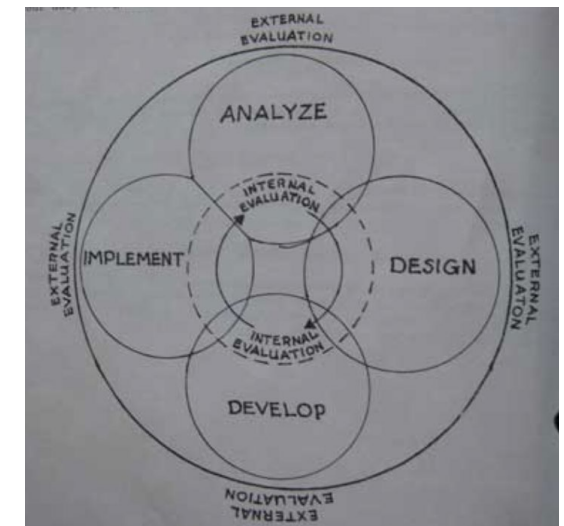 EXTERNAL
EVALUATION
ANALYZE
INTERNAL
EVALUATION
EXTERNAL
EVALUATION
IMPLEMENT
DESIGN
EXTERNAL
EVALUATON
INTERNAL
EVALUATION
DEVELOP
EXTERNAL
EVALUATION